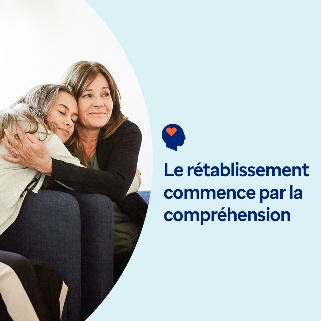 Le rétablissement
commence par la
compréhension